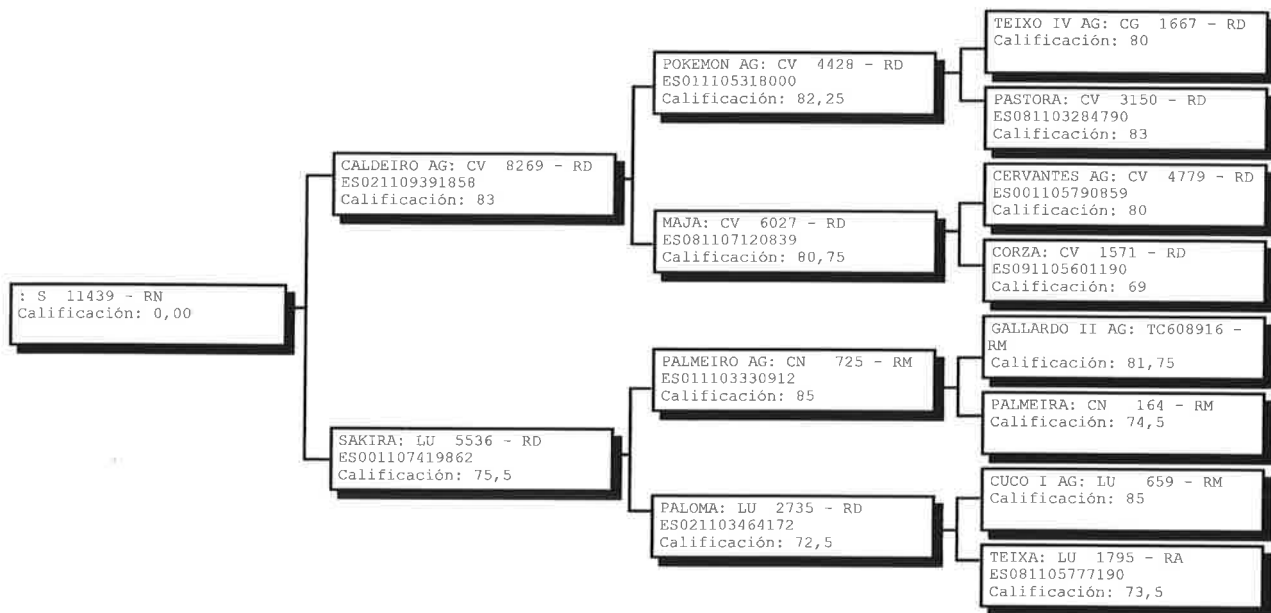 TEIXO IV AG: CG 1667 - RD
Calificación: 80
POKEMON AG: CV 4428 - RD
ES011105318000
Calificación: 82,25
PASTORA: CV 3150 - RD
ES081103284790
Calificación: 83
CALDEIRO AG: CV 8269 - RD
ES021109391858
Calificación: 83
CERVANTES AG: CV 4779 - RD
ES001105790859
Calificación: 80
MAJA: CV 6027 - RD
ES081107120839
Calificación: 80,75
CORZA: CV 1571 - RD
ES091105601190
Calificación: 69
: S 11439 - RN
Calificación: 0,00
GALLARDO II AG: TC608916 -
RM
Calificación: 81,75
PALMEIRO AG: CN 725 - RM
ES011103330912
Calificación: 85
PALMEIRA: CN 164 - RM
Calificación: 74,5
SAKIRA: LU 5536 - RD
ES001107419862
Calificación: 75,5
CUCO I AG: LU 659 - RM
Calificación: 85
PALOMA: LU 2735 - RD
ES021103464172
Calificación: 72,5
TEIXA: LU 1795 - RA
ES081105777190
Calificación: 73,5